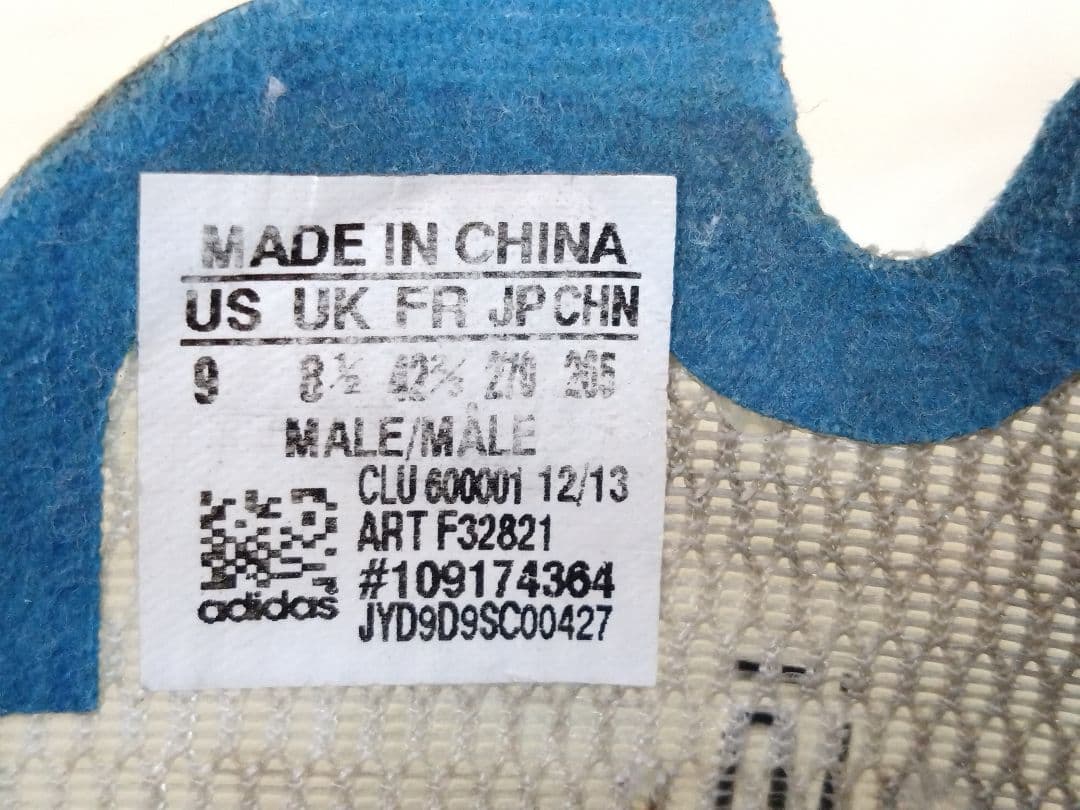 MADE IN CHINA
US UK FR JP CHN
9 8½ 42⅔ 270 265
MALE/MÂLE
CLU 600001 12/13
ART F32821
#109174364
adidas
JYD9D9SC00427